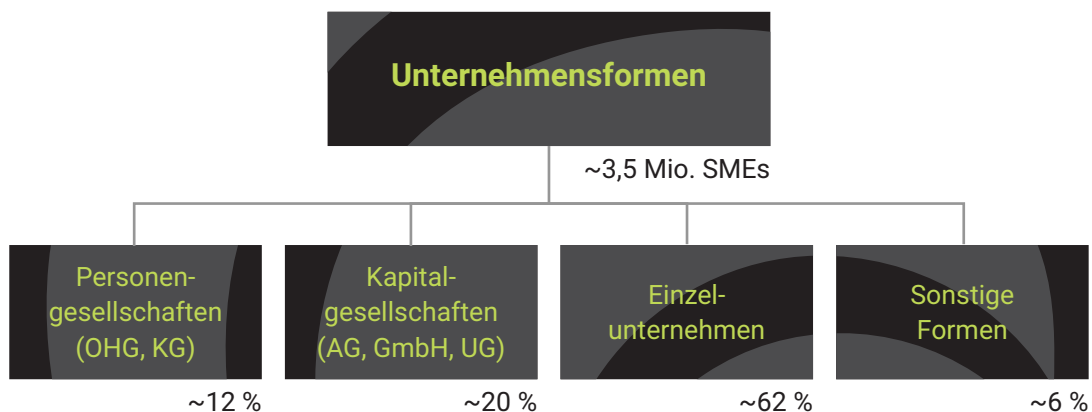 Unternehmensformen
~3,5 Mio. SMEs
Personen-
gesellschaften
(OHG, KG)
~12 %
Kapital-
gesellschaften
(AG, GmbH, UG)
~20 %
Einzel-
unternehmen
~62 %
Sonstige
Formen
~6 %